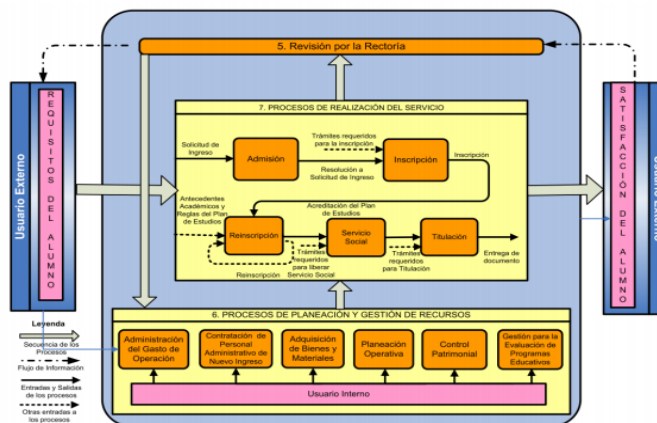 5. Revisión por la Rectoría
Usuario Externo
REQUISITOS DEL ALUMNO
7. PROCESOS DE REALIZACIÓN DEL SERVICIO
Solicitud de
Ingreso
Admisión
Trámites requeridos
para la inscripción
Resolución a
Solicitud de Ingreso
Inscripción
Inscripción
Acreditación del Plan
de Estudios
Antecedentes
Académicos y
Reglas del Plan
de Estudios
Reinscripción
Reinscripción
Trámites
requeridos
para liberar
Servicio Social
Servicio
Social
Trámites
requeridos
para Titulación
Titulación
Entrega de
documento
SATISFACCIÓN DEL ALUMNO
Usuario Externo
6. PROCESOS DE PLANEACIÓN Y GESTIÓN DE RECURSOS
Administración
del Gasto de
Operación
Contratación de
Personal
Administrativo de
Nuevo Ingreso
Adquisición
de Bienes y
Materiales
Planeación
Operativa
Control
Patrimonial
Gestión para la
Evaluación de
Programas
Educativos
Usuario Interno
Leyenda
Secuencia de los
Procesos
Flujo de Información
Entradas y Salidas
de los procesos
Otras entradas a
los procesos